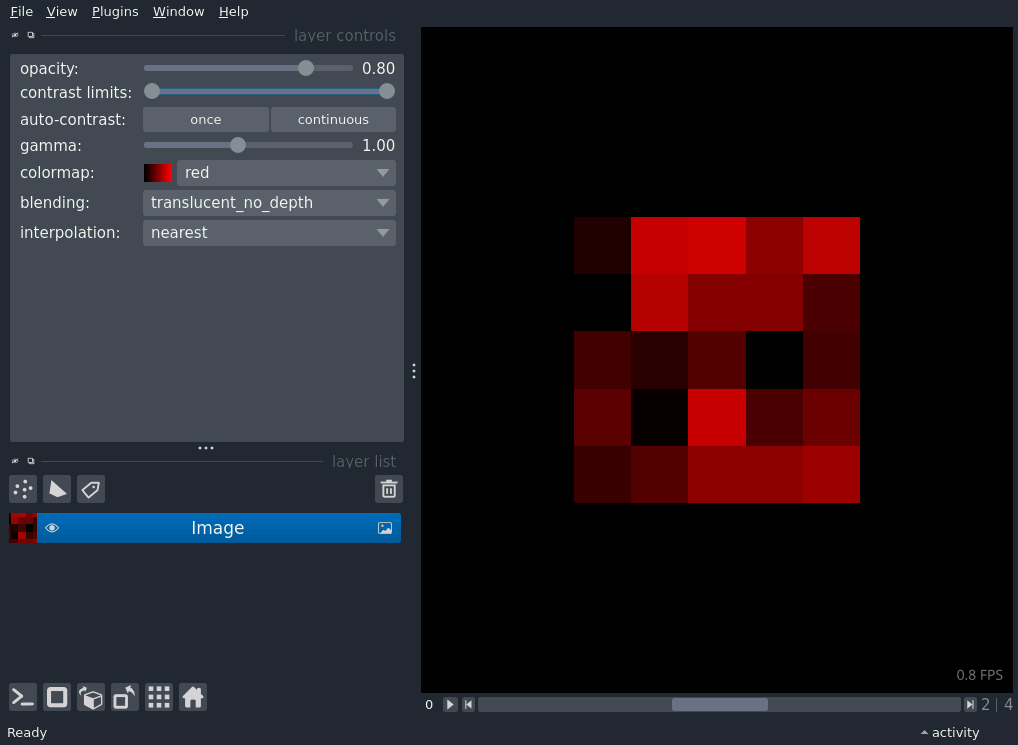 File View Plugins Window Help
layer controls
opacity: 0.80
contrast limits:
auto-contrast: once continuous
gamma: 1.00
colormap: red
blending: translucent_no_depth
interpolation: nearest
layer list
Image
0.8 FPS
0 2 | 4
Ready activity